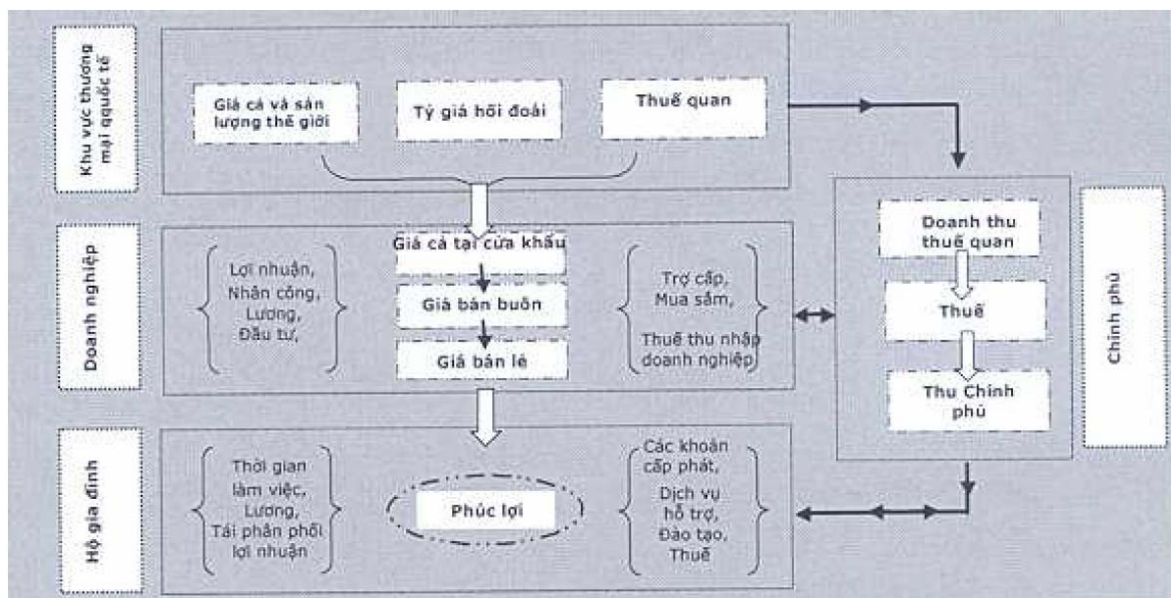 Khu vực thương
mại qquốc tế
Giá cả và sản
lượng thế giới
Tỷ giá hối đoái
Thuế quan
Doanh nghiệp
Lợi nhuận,
Nhân công,
Lương,
Đầu tư,
Giá cả tại cửa khẩu
Giá bán buôn
Giá bán lẻ
Trợ cấp,
Mua sắm,
Thuế thu nhập
doanh nghiệp
Doanh thu
thuế quan
Thuế
Thu Chính
phủ
Chính phủ
Hộ gia đình
Thời gian
làm việc,
Lương,
Tái phân phối
lợi nhuận
Phúc lợi
Các khoản
cấp phát,
Dịch vụ
hỗ trợ,
Đào tạo,
Thuế